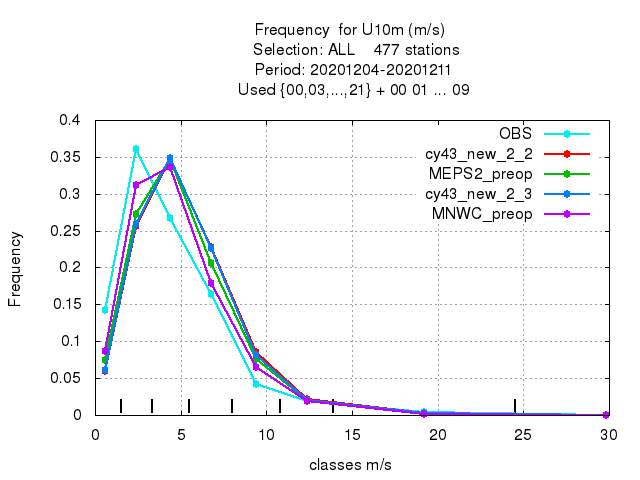 Frequency  for U10m (m/s)
Selection: ALL    477 stations
Period: 20201204-20201211
Used {00,03,...,21} + 00 01 ... 09
0.4
0.35
0.3
0.25
0.2
0.15
0.1
0.05
0
Frequency
OBS
cy43_new_2_2
MEPS2_preop
cy43_new_2_3
MNWC_preop
0 5 10 15 20 25 30
classes m/s